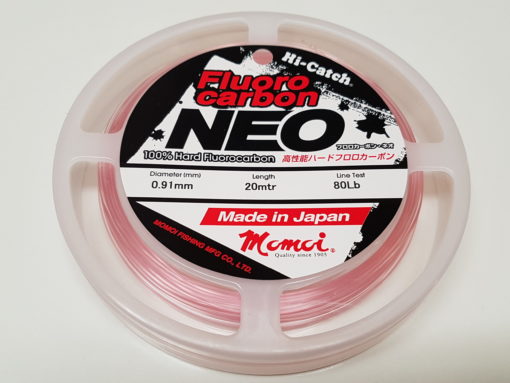 Hi-Catch
Fluoro
carbon
NEO
フロロカーボン・ネオ
100% Hard Fluorocarbon
高性能ハードフロロカーボン
Diameter (mm) Length Line Test
0.91mm 20mtr 80Lb
Made in Japan
Momoi®
Quality since 1905
MOMOI FISHING MFG CO., LTD.